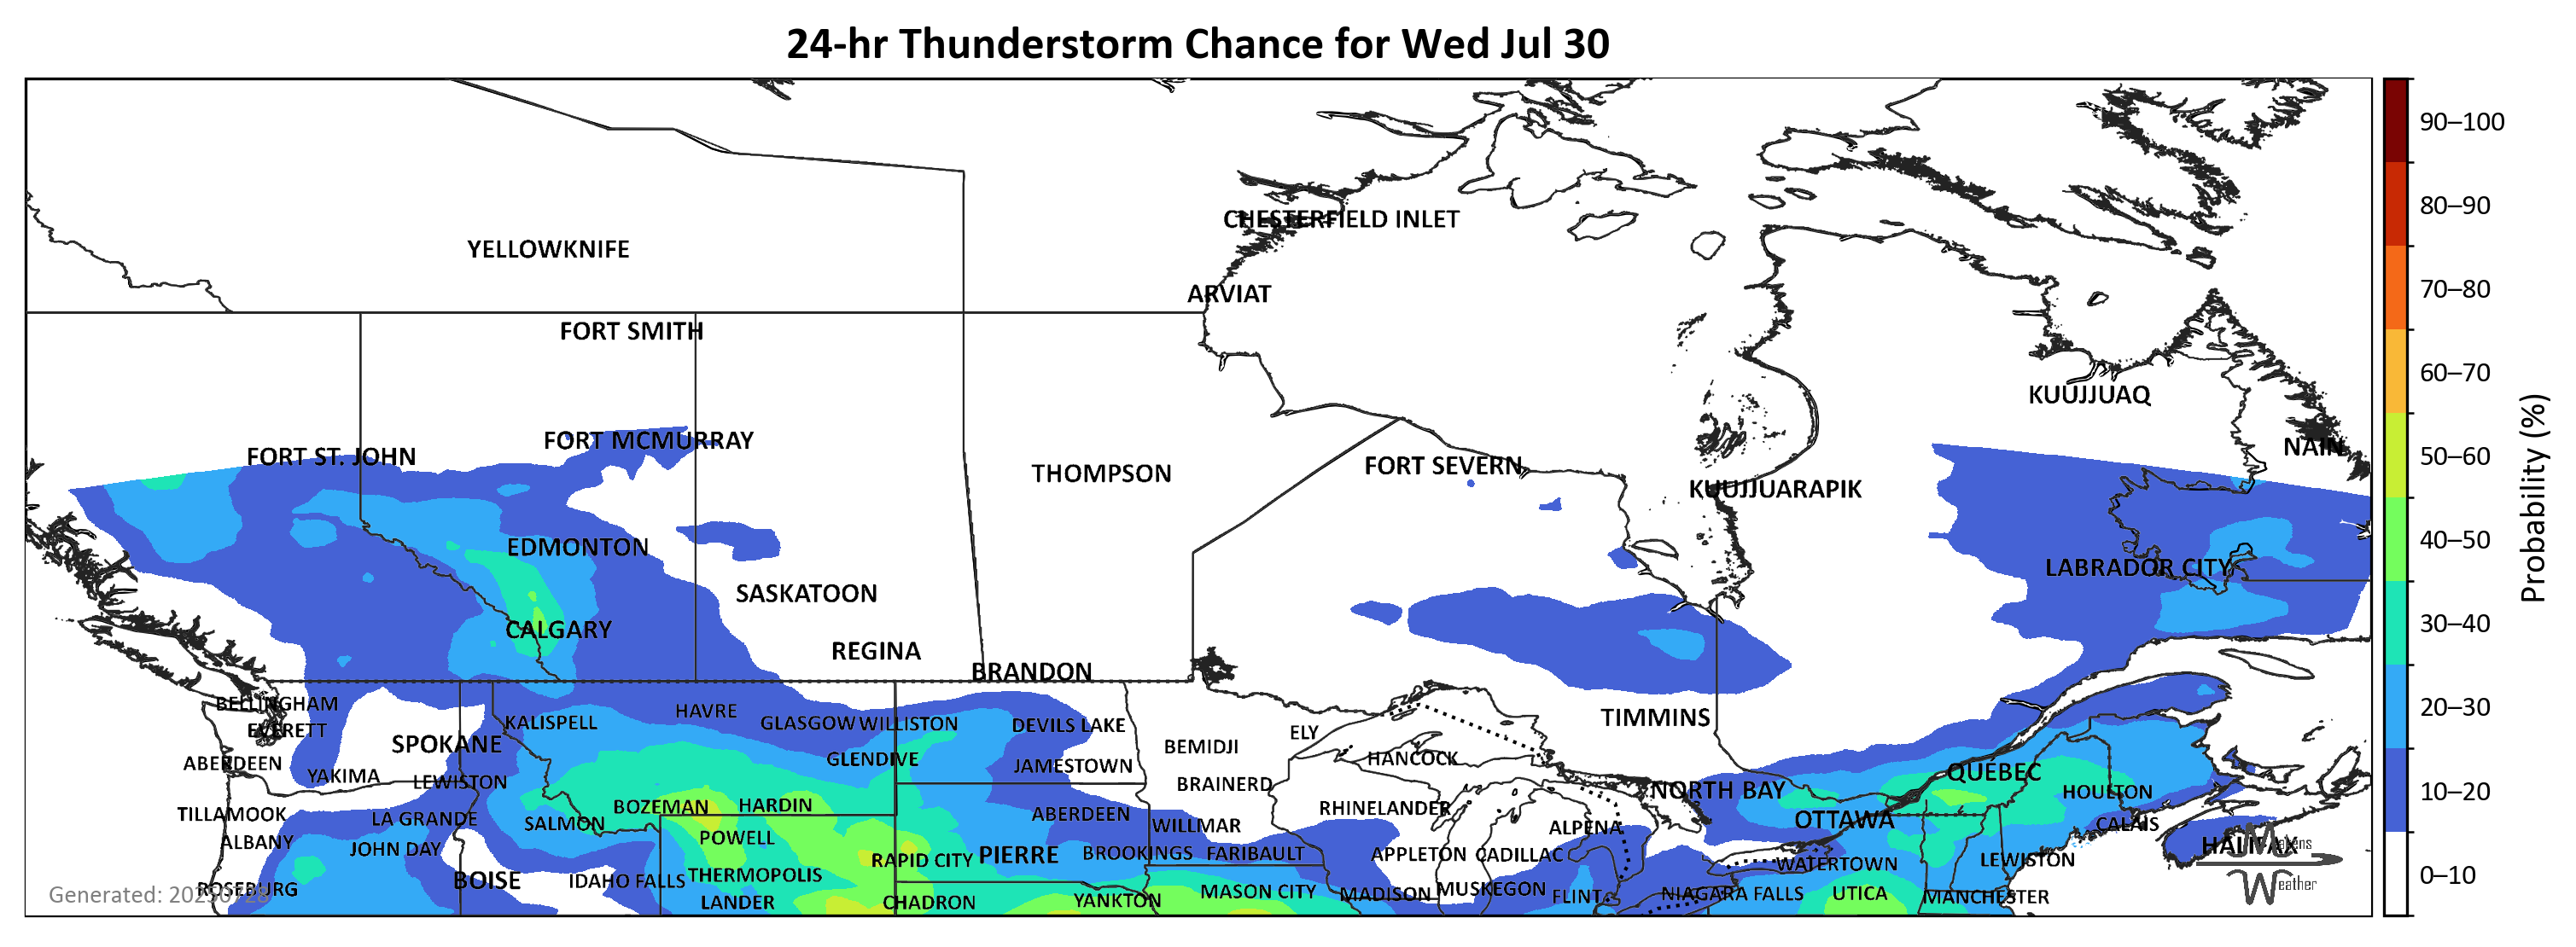 24-hr Thunderstorm Chance for Wed Jul 30
90–100
80–90
70–80
60–70
50–60
40–50
30–40
20–30
10–20
0–10
Probability (%)
CHESTERFIELD INLET
YELLOWKNIFE
ARVIAT
FORT SMITH
KUUJJUAQ
FORT MCMURRAY
NAIN
FORT ST. JOHN
FORT SEVERN
THOMPSON
KUUJJUARAPIK
EDMONTON
LABRADOR CITY
SASKATOON
CALGARY
REGINA
BRANDON
BELLINGHAM
HAVRE
TIMMINS
KALISPELL
GLASGOW
WILLISTON
DEVILS LAKE
EVERETT
ELY
SPOKANE
BEMIDJI
HANCOCK
GLENDIVE
ABERDEEN
JAMESTOWN
QUÉBEC
YAKIMA
LEWISTON
BRAINERD
NORTH BAY
HOULTON
BOZEMAN
HARDIN
RHINELANDER
TILLAMOOK
LA GRANDE
SALMON
ABERDEEN
WILLMAR
ALPENA
OTTAWA
CALAIS
ALBANY
POWELL
JOHN DAY
RAPID CITY
PIERRE
BROOKINGS
FARIBAULT
APPLETON
CADILLAC
HALIFAX
WATERTOWN
LEWISTON
BOISE
IDAHO FALLS
THERMOPOLIS
ROSEBURG
MASON CITY
MADISON
MUSKEGON
FLINT
NIAGARA FALLS
UTICA
MANCHESTER
LANDER
CHADRON
YANKTON
Generated: 20250728
Makens
Weather